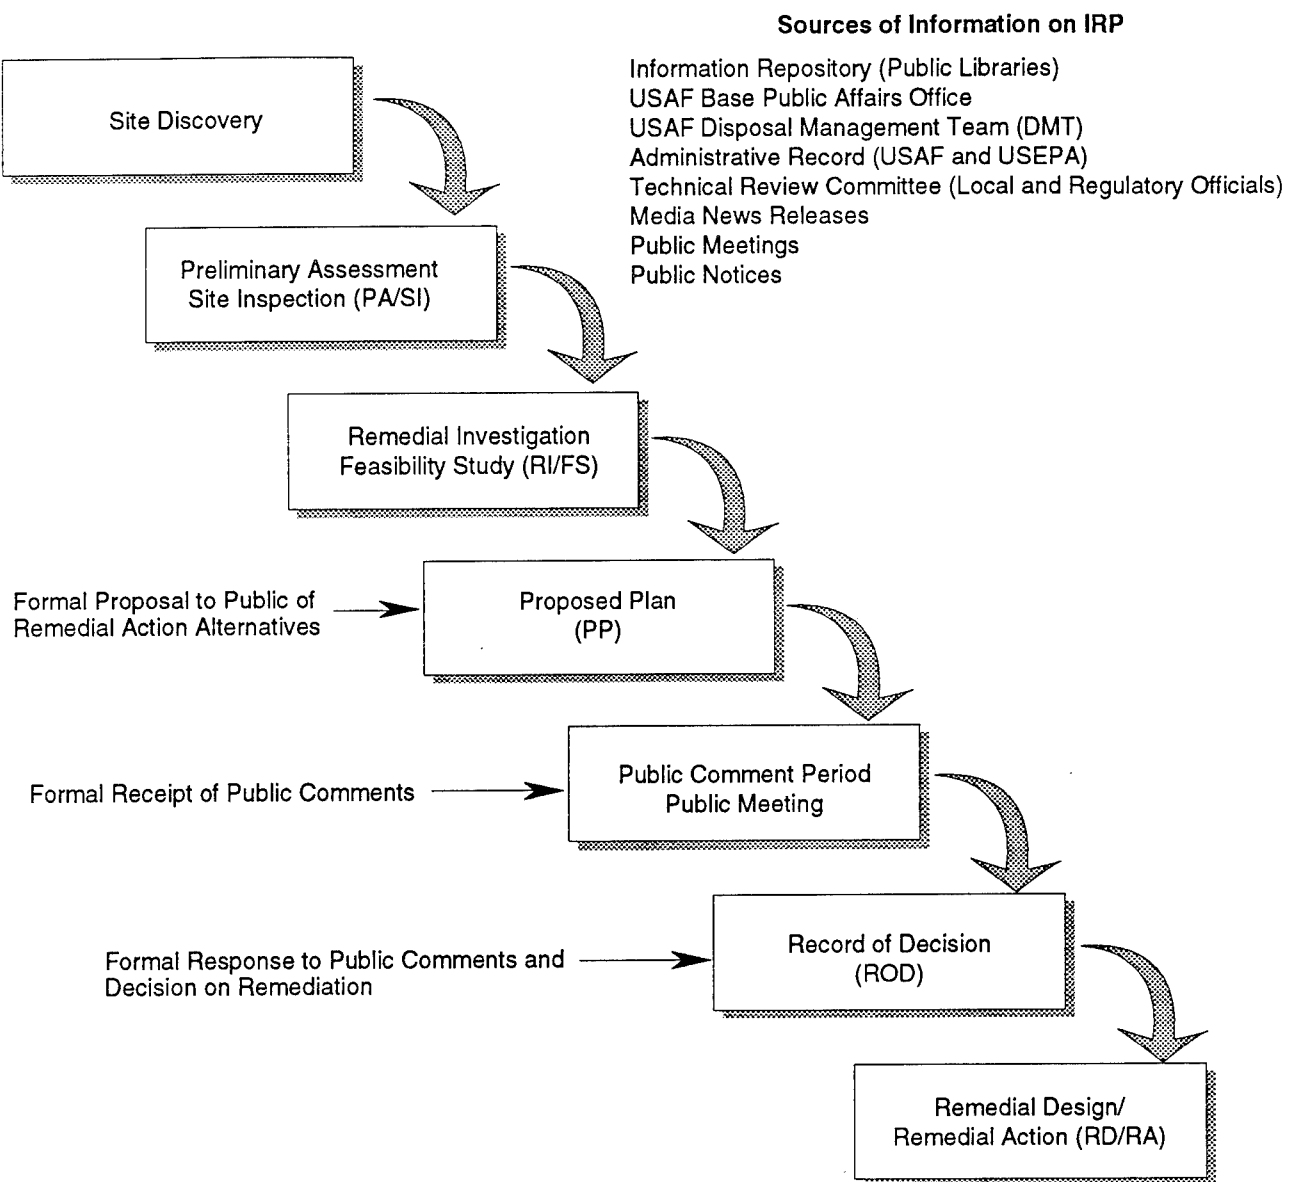 Sources of Information on IRP
Information Repository (Public Libraries)
USAF Base Public Affairs Office
USAF Disposal Management Team (DMT)
Administrative Record (USAF and USEPA)
Technical Review Committee (Local and Regulatory Officials)
Media News Releases
Public Meetings
Public Notices
Site Discovery
Preliminary Assessment
Site Inspection (PA/SI)
Remedial Investigation
Feasibility Study (RI/FS)
Formal Proposal to Public of
Remedial Action Alternatives
Proposed Plan
(PP)
Formal Receipt of Public Comments
Public Comment Period
Public Meeting
Formal Response to Public Comments and
Decision on Remediation
Record of Decision
(ROD)
Remedial Design/
Remedial Action (RD/RA)